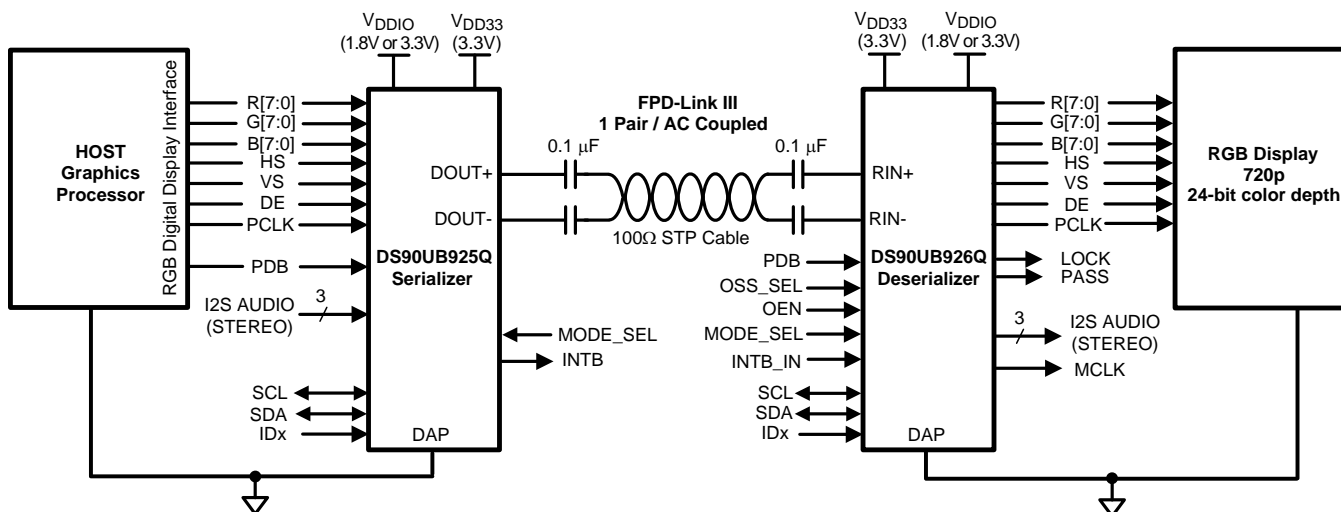 VDDIO
(1.8V or 3.3V)
VDD33
(3.3V)
VDD33
(3.3V)
VDDIO
(1.8V or 3.3V)
HOST
Graphics
Processor
RGB Digital Display Interface
R[7:0]
G[7:0]
B[7:0]
HS
VS
DE
PCLK
PDB
I2S AUDIO
(STEREO)
3
SCL
SDA
IDx
DOUT+
DOUT-
DS90UB925Q
Serializer
DAP
MODE_SEL
INTB
FPD-Link III
1 Pair / AC Coupled
0.1 μF
0.1 μF
100Ω STP Cable
PDB
OSS_SEL
OEN
MODE_SEL
INTB_IN
SCL
SDA
IDx
RIN+
RIN-
DS90UB926Q
Deserializer
DAP
R[7:0]
G[7:0]
B[7:0]
HS
VS
DE
PCLK
LOCK
PASS
3
I2S AUDIO
(STEREO)
MCLK
RGB Display
720p
24-bit color depth